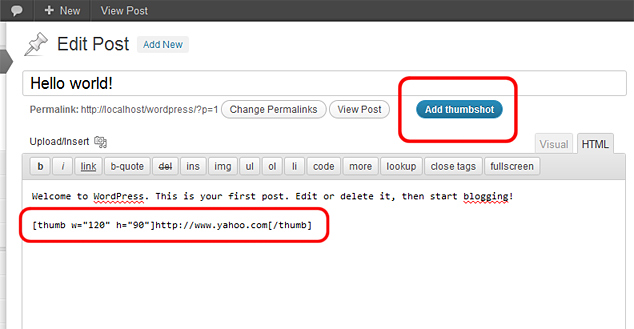 + New View Post
Edit Post Add New
Hello world!
Permalink: http://localhost/wordpress/?p=1 Change Permalinks View Post Add thumbshot
Upload/Insert Visual HTML
b i link b-quote del ins img ul ol li code more lookup close tags fullscreen
Welcome to WordPress. This is your first post. Edit or delete it, then start blogging!
[thumb w="120" h="90"]http://www.yahoo.com[/thumb]